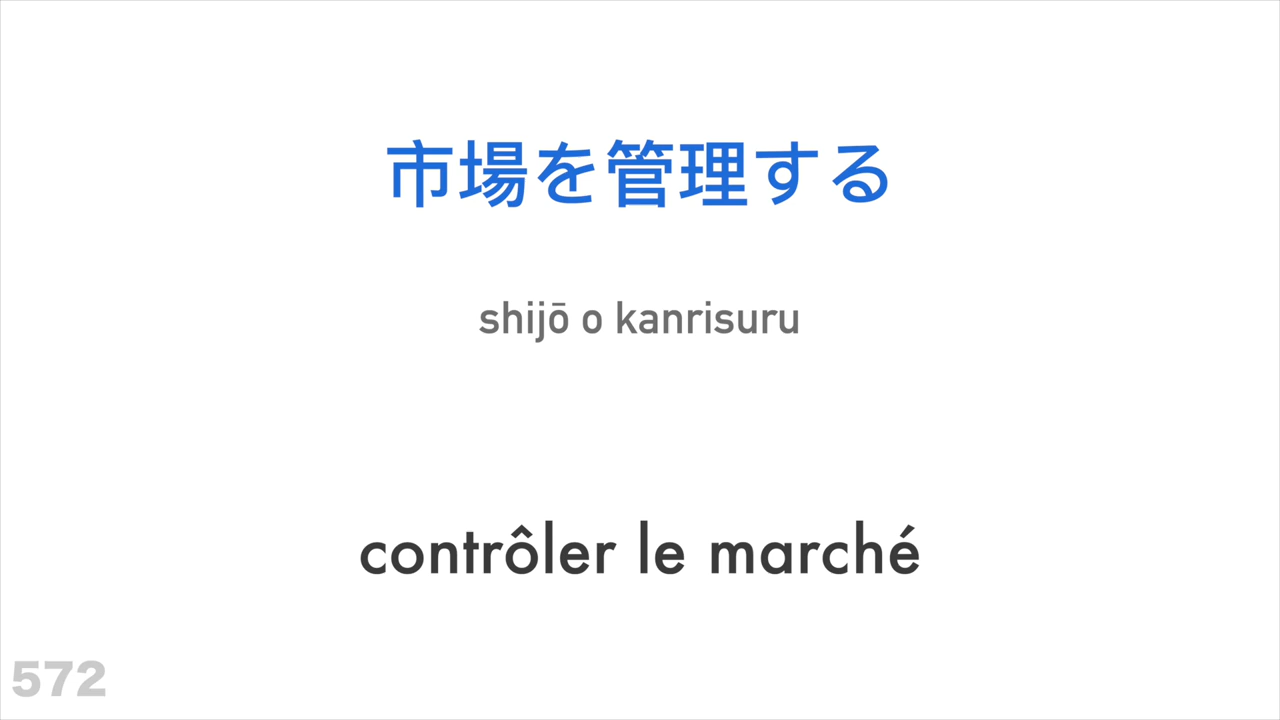 市場を管理する
shijō o kanrisuru
contrôler le marché
572